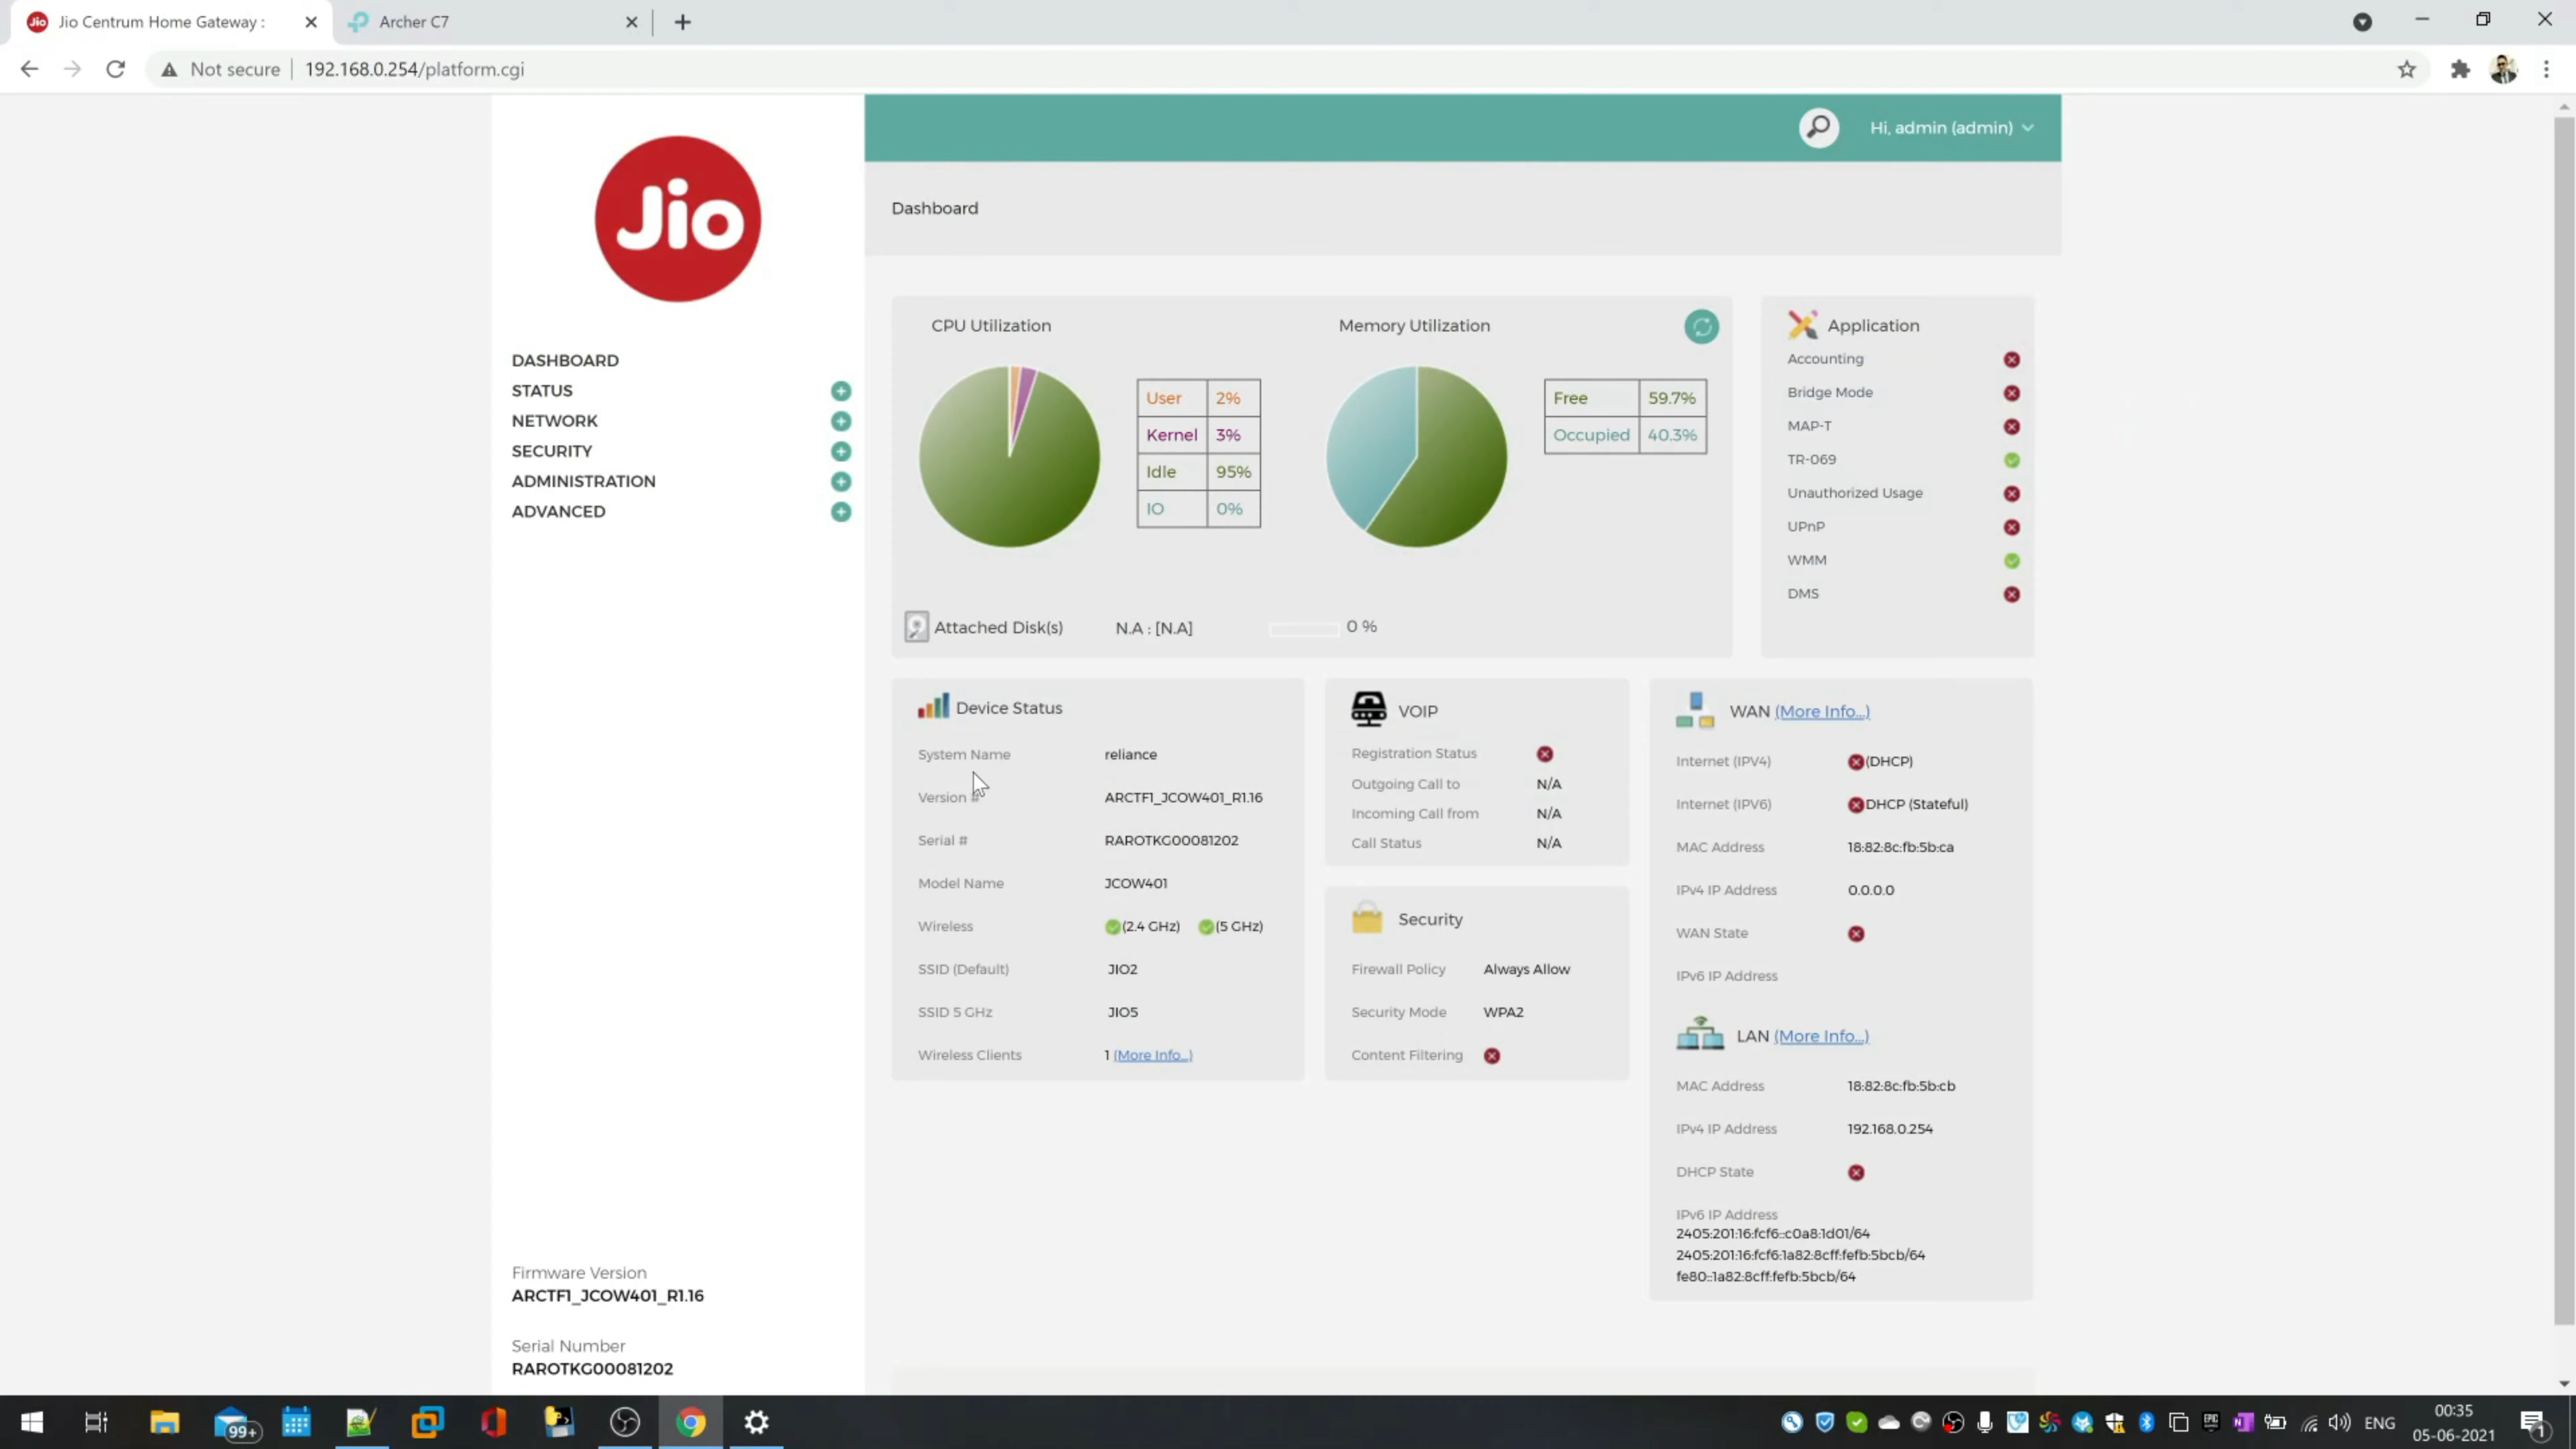 Jio Centrum Home Gateway :
Archer C7
Not secure
192.168.0.254/platform.cgi
Jio
Hi, admin (admin)
Dashboard
DASHBOARD
STATUS
NETWORK
SECURITY
ADMINISTRATION
ADVANCED
CPU Utilization
User 2%
Kernel 3%
Idle 95%
IO 0%
Memory Utilization
Free 59.7%
Occupied 40.3%
Attached Disk(s) N.A : [N.A] 0 %
Application
Accounting
Bridge Mode
MAP-T
TR-069
Unauthorized Usage
UPnP
WMM
DMS
Device Status
System Name reliance
Version # ARCTF1_JCOW401_R1.16
Serial # RAROTKG00081202
Model Name JCOW401
Wireless (2.4 GHz) (5 GHz)
SSID (Default) JIO2
SSID 5 GHz JIO5
Wireless Clients 1 (More Info...)
VOIP
Registration Status
Outgoing Call to N/A
Incoming Call from N/A
Call Status N/A
Security
Firewall Policy Always Allow
Security Mode WPA2
Content Filtering
WAN (More Info...)
Internet (IPV4) (DHCP)
Internet (IPV6) DHCP (Stateful)
MAC Address 18:82:8c:fb:5b:ca
IPv4 IP Address 0.0.0.0
WAN State
IPv6 IP Address
LAN (More Info...)
MAC Address 18:82:8c:fb:5b:cb
IPv4 IP Address 192.168.0.254
DHCP State
IPv6 IP Address
2405:201:16:fcf6::c0a8:1d01/64
2405:201:16:fcf6:1a82:8cff:fefb:5bcb/64
fe80::1a82:8cff:fefb:5bcb/64
Firmware Version
ARCTF1_JCOW401_R1.16
Serial Number
RAROTKG00081202
99+
ENG
00:35
05-06-2021
1